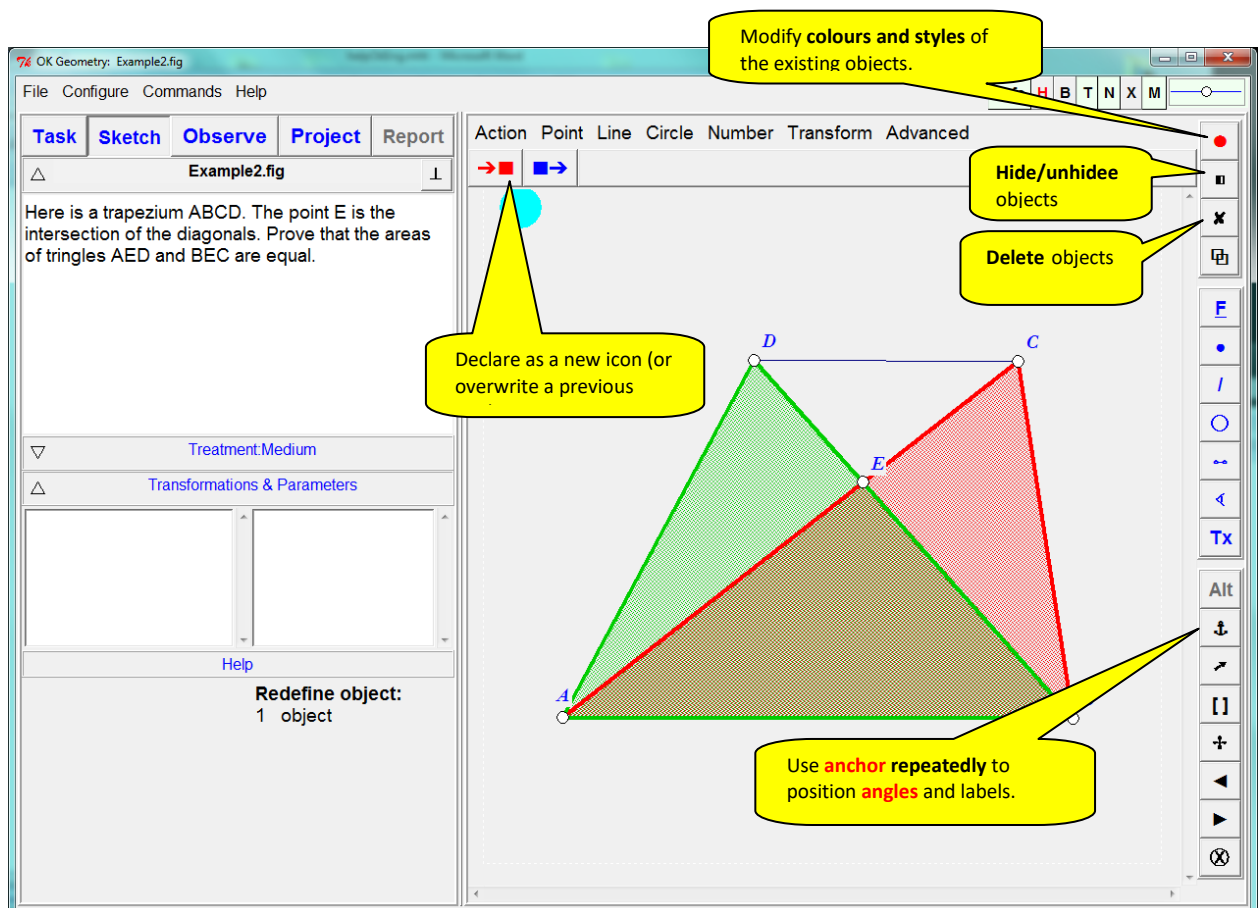 Modify colours and styles of
the existing objects.
OK Geometry: Example2.fig
File Configure Commands Help
H B T N X M
Task Sketch Observe Project Report
Action Point Line Circle Number Transform Advanced
Example2.fig
Hide/unhidee
objects
Here is a trapezium ABCD. The point E is the
intersection of the diagonals. Prove that the areas
of tringles AED and BEC are equal.
Delete objects
F
Declare as a new icon (or
overwrite a previous
D
C
E
A
Treatment:Medium
Transformations & Parameters
Tx
Alt
Help
Redefine object:
1 object
[ ]
Use anchor repeatedly to
position angles and labels.